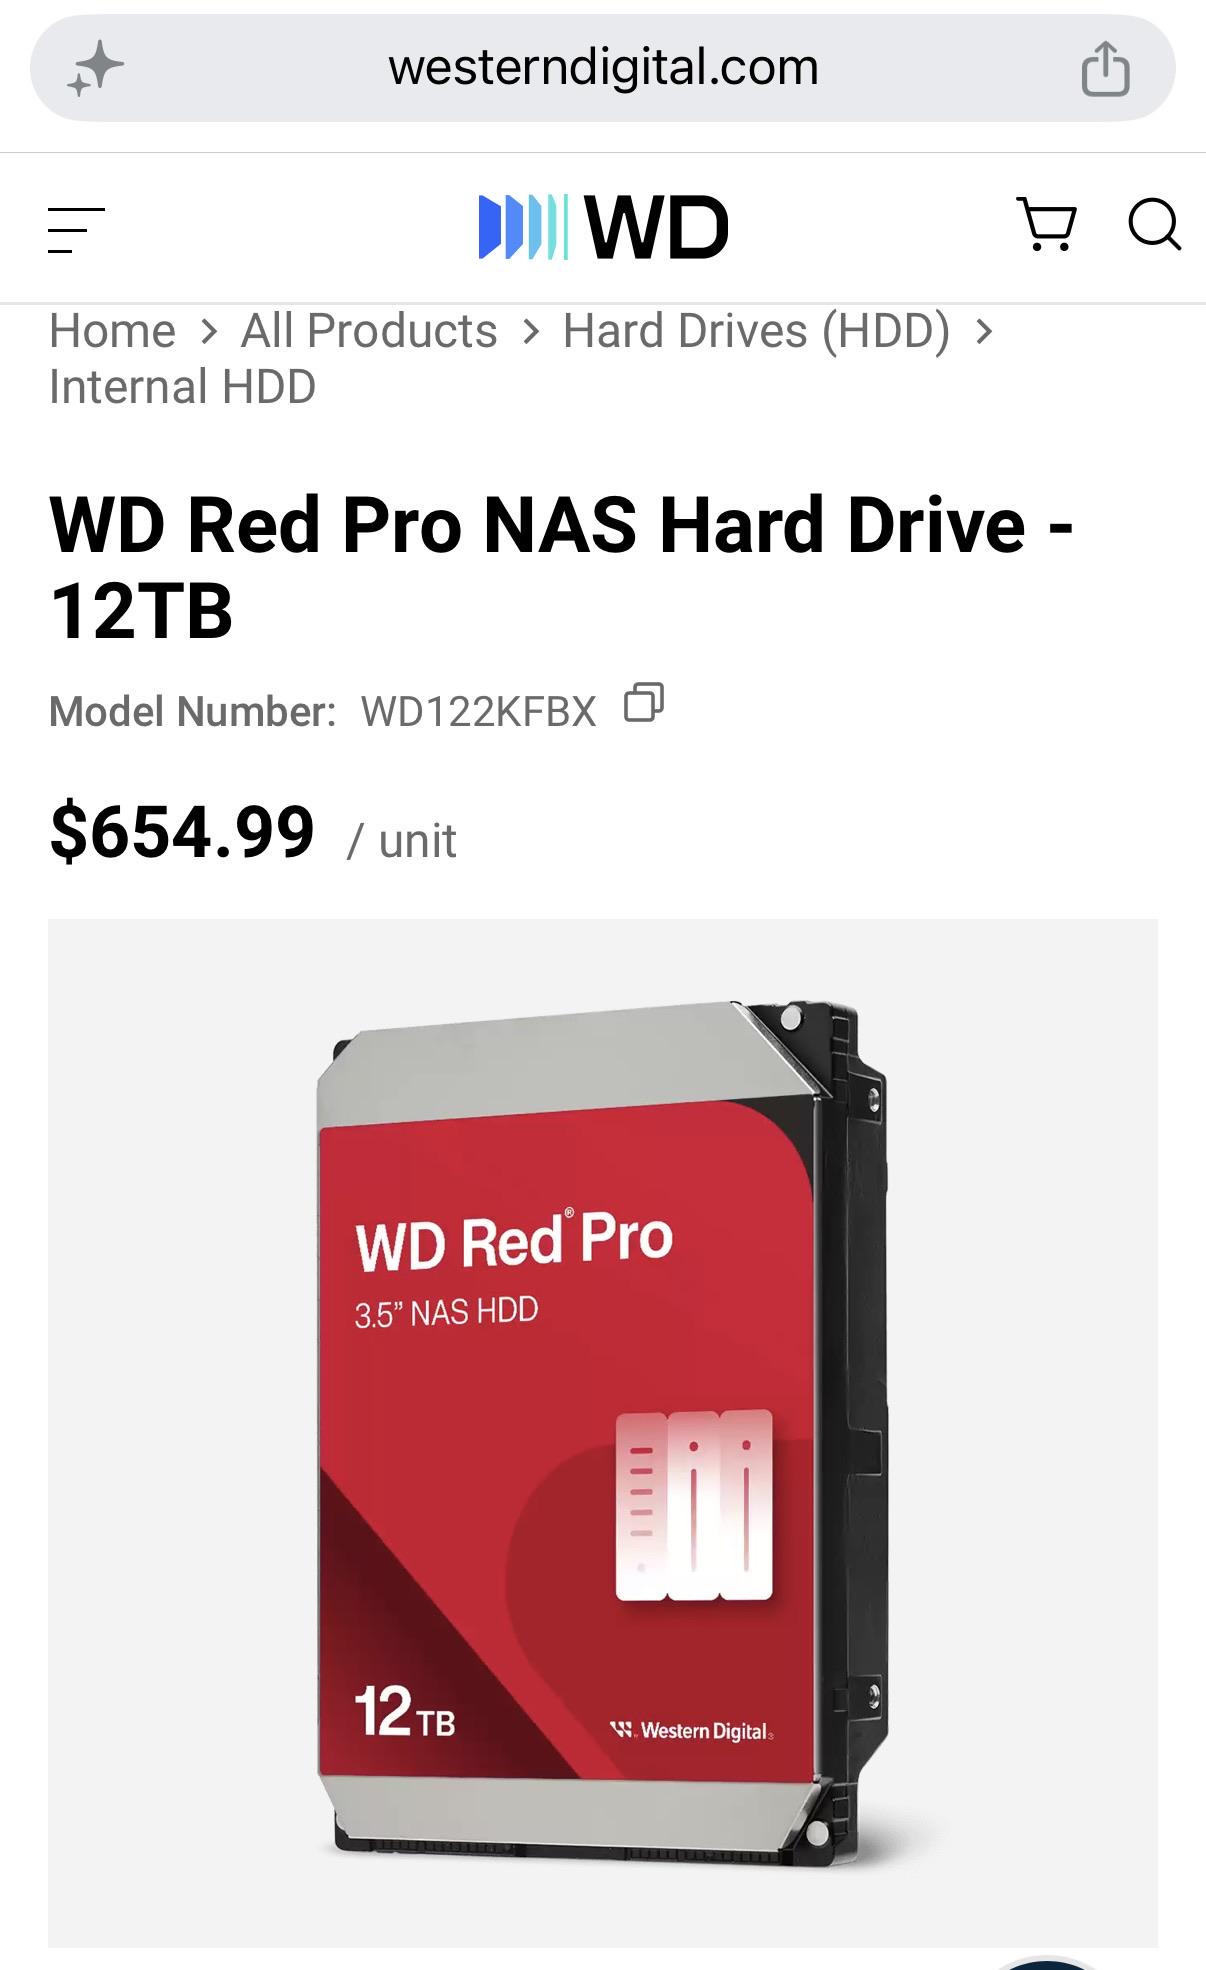 westerndigital.com
WD
Home > All Products > Hard Drives (HDD) >
Internal HDD
WD Red Pro NAS Hard Drive -
12TB
Model Number: WD122KFBX
$654.99 / unit
WD Red® Pro
3.5” NAS HDD
12TB
Western Digital®